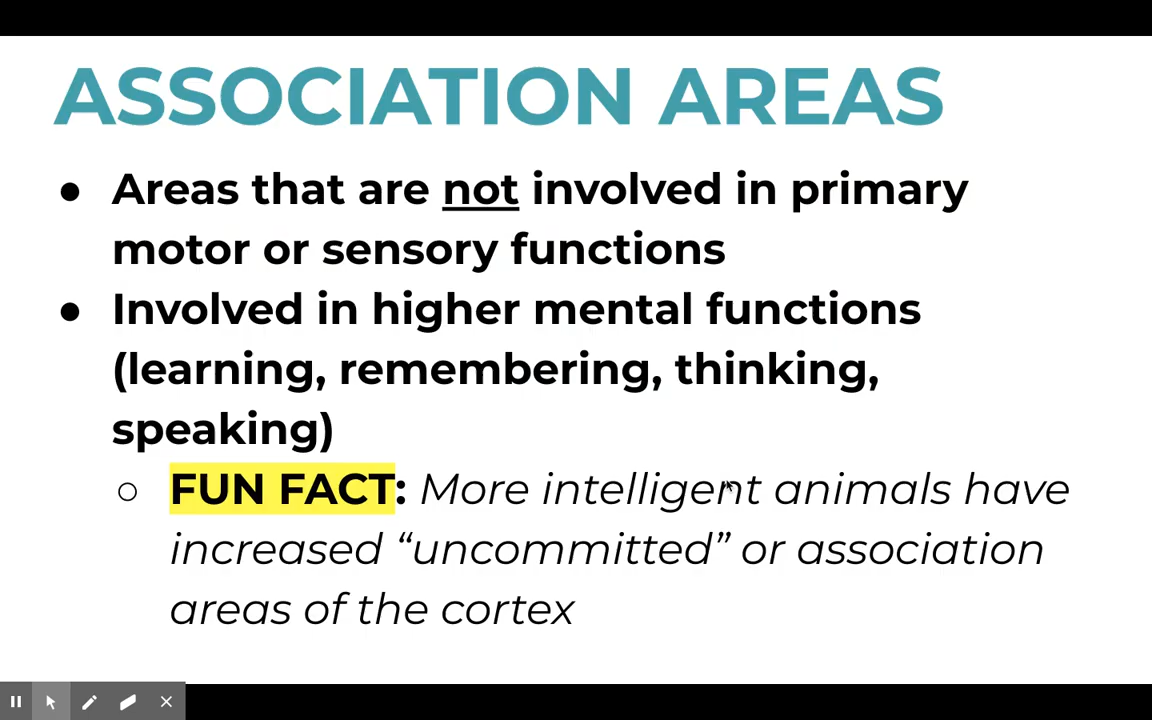 ASSOCIATION AREAS
● Areas that are not involved in primary
motor or sensory functions
● Involved in higher mental functions
(learning, remembering, thinking,
speaking)
○ FUN FACT: More intelligent animals have
increased “uncommitted” or association
areas of the cortex